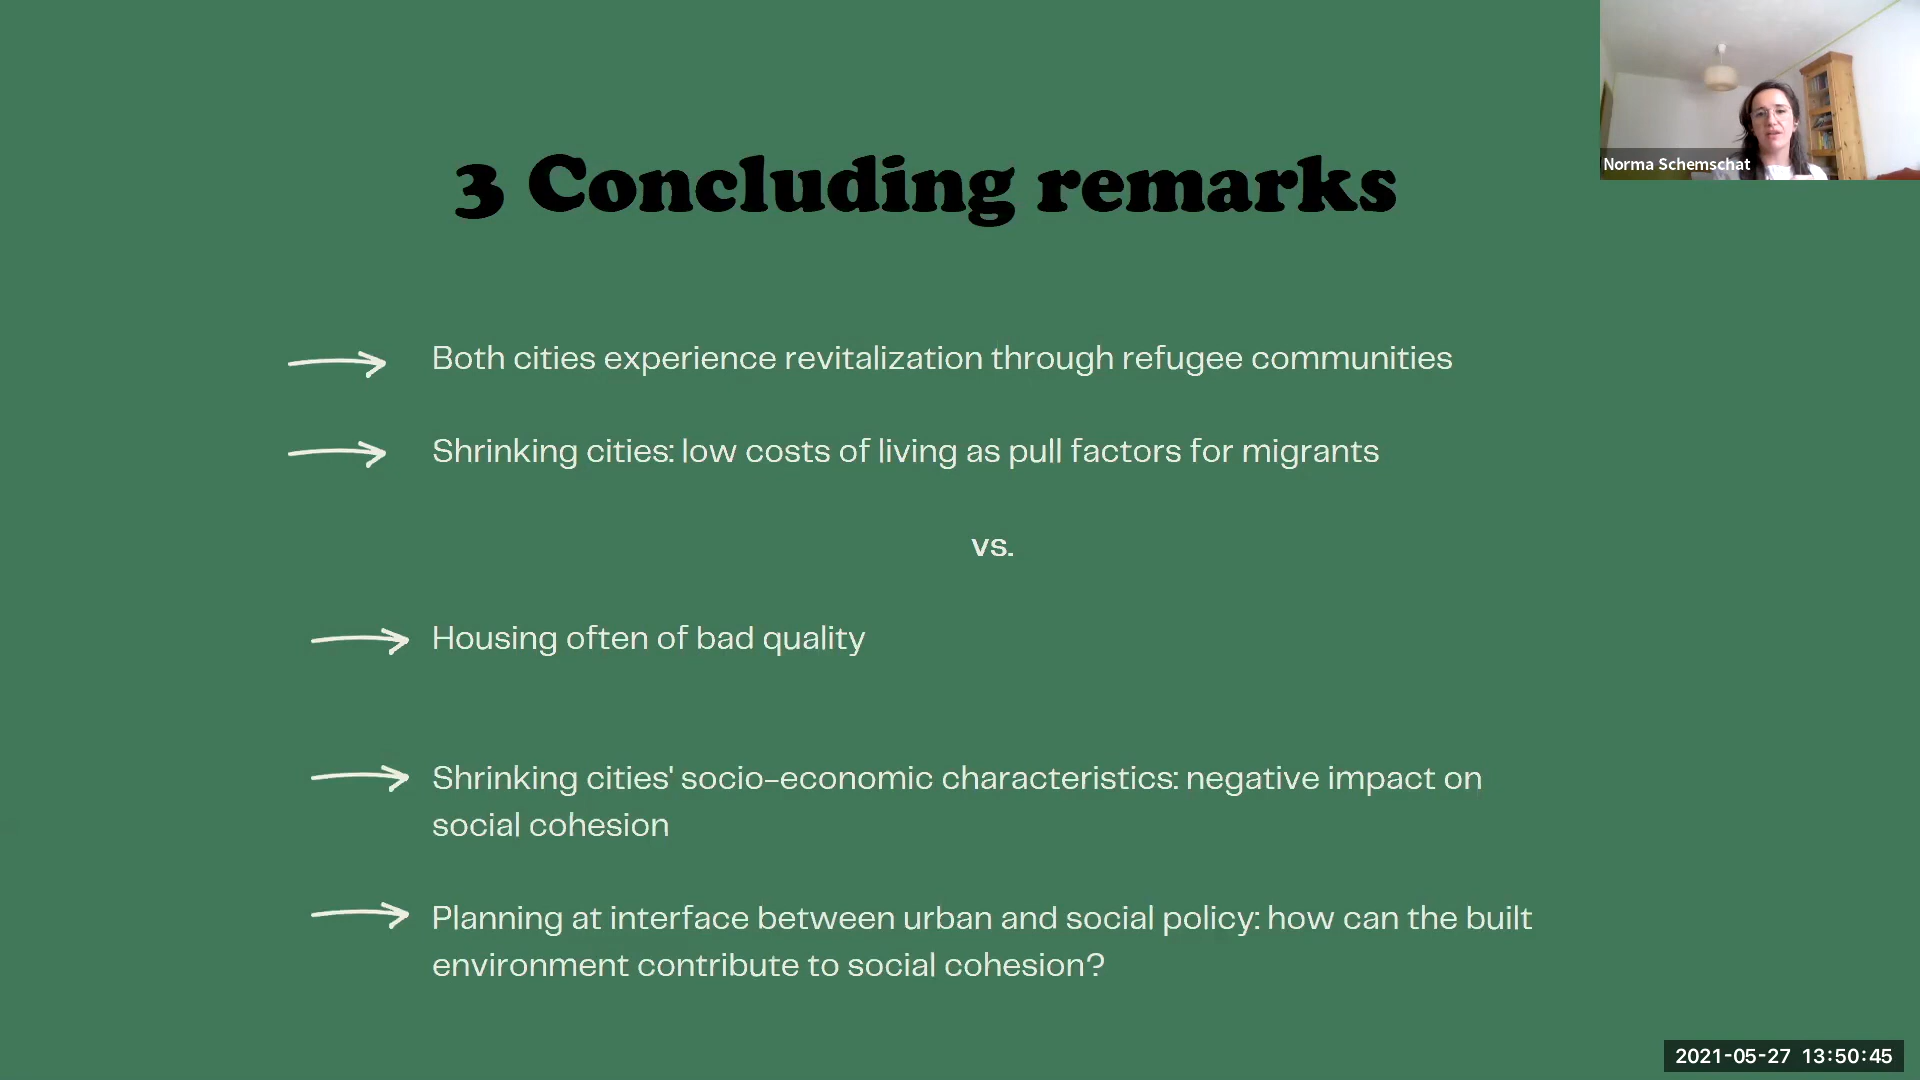 Norma Schemschat
3 Concluding remarks
Both cities experience revitalization through refugee communities
Shrinking cities: low costs of living as pull factors for migrants
vs.
Housing often of bad quality
Shrinking cities' socio-economic characteristics: negative impact on
social cohesion
Planning at interface between urban and social policy: how can the built
environment contribute to social cohesion?
2021-05-27 13:50:45